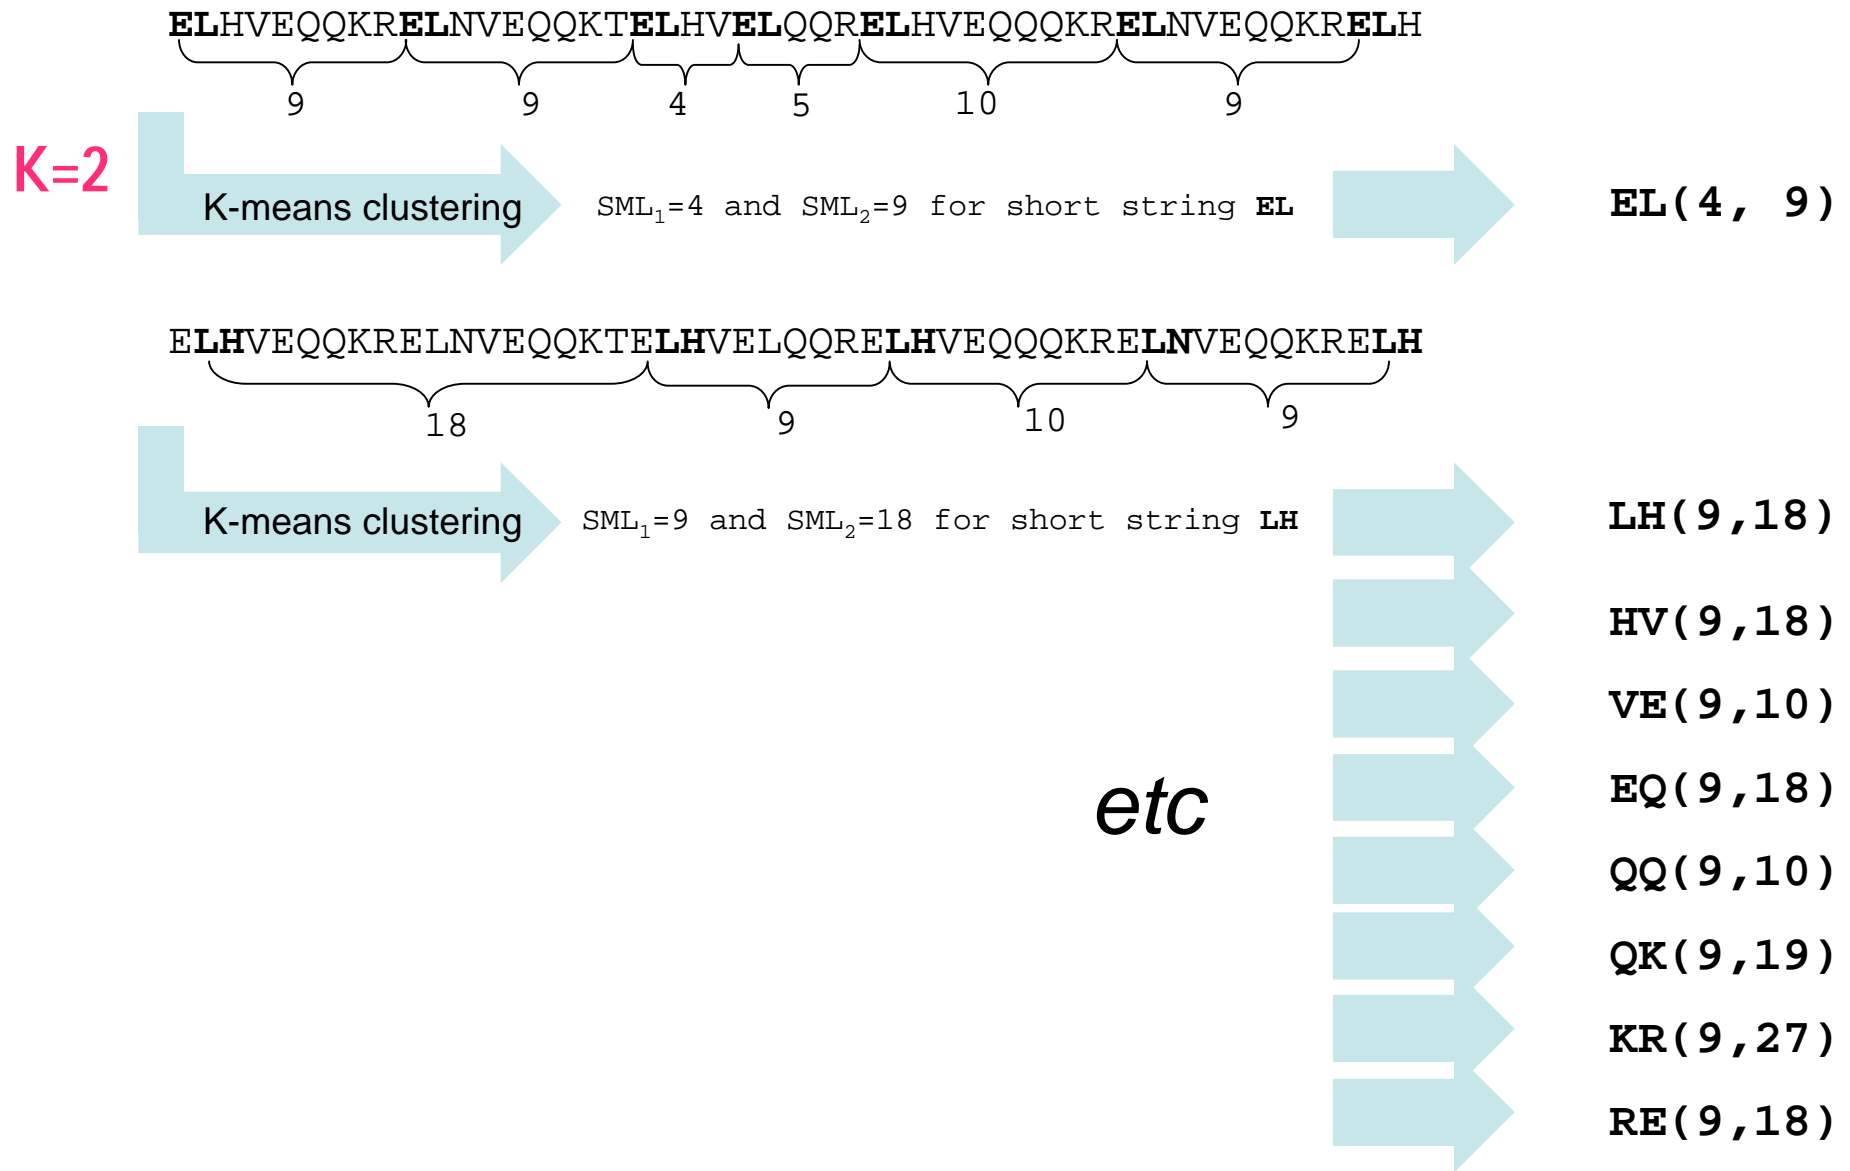 ELHVEQQKRELNVEQQKTELHVELQQRELHVEQQQKRELNVEQQKRELH
9 9 4 5 10 9
K=2
K-means clustering
SML₁=4 and SML₂=9 for short string EL
EL(4, 9)
ELHVEQQKRELNVEQQKTELHVELQQRELHVEQQQKRELNVEQQKRELH
18 9 10 9
K-means clustering
SML₁=9 and SML₂=18 for short string LH
LH(9,18)
HV(9,18)
VE(9,10)
etc
EQ(9,18)
QQ(9,10)
QK(9,19)
KR(9,27)
RE(9,18)